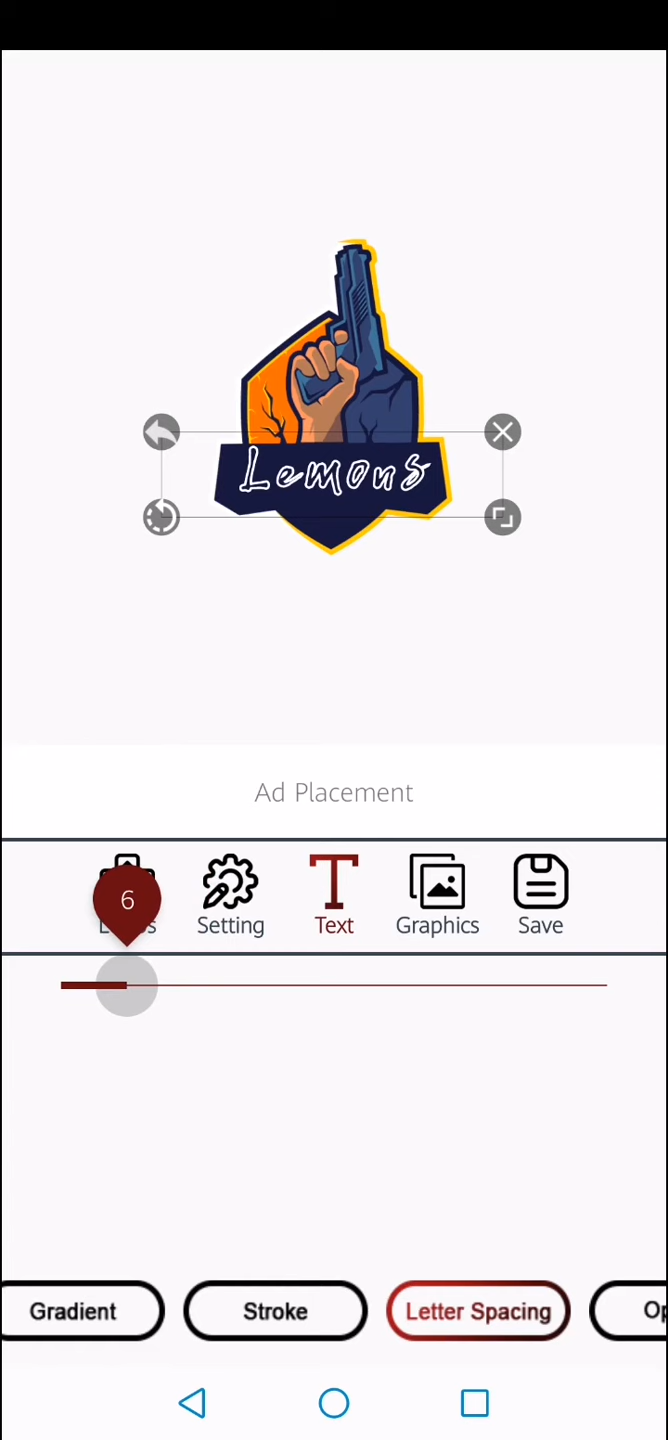 Lemons
Ad Placement
6
Setting
Text
Graphics
Save
Gradient
Stroke
Letter Spacing